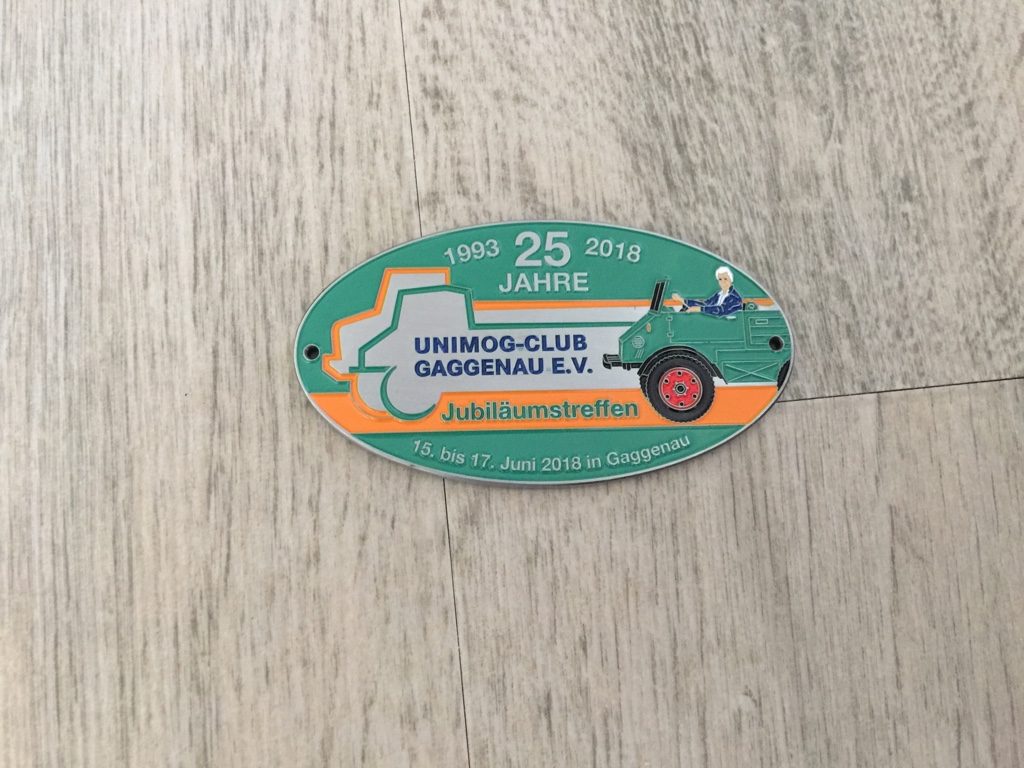 1993 25 2018
JAHRE
UNIMOG-CLUB
GAGGENAU E.V.
Jubiläumstreffen
15. bis 17. Juni 2018 in Gaggenau